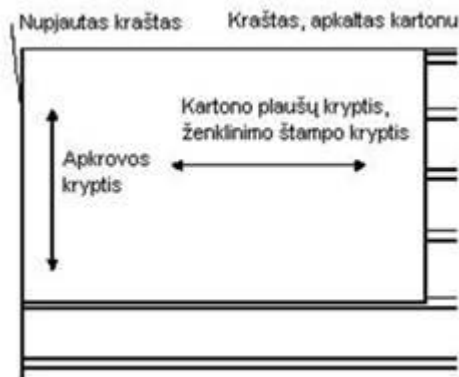 Nupjautas kraštas
Kraštas, apkaltas kartonu
Kartono plaušų kryptis,
ženklinimo štampo kryptis
Apkrovos
kryptis